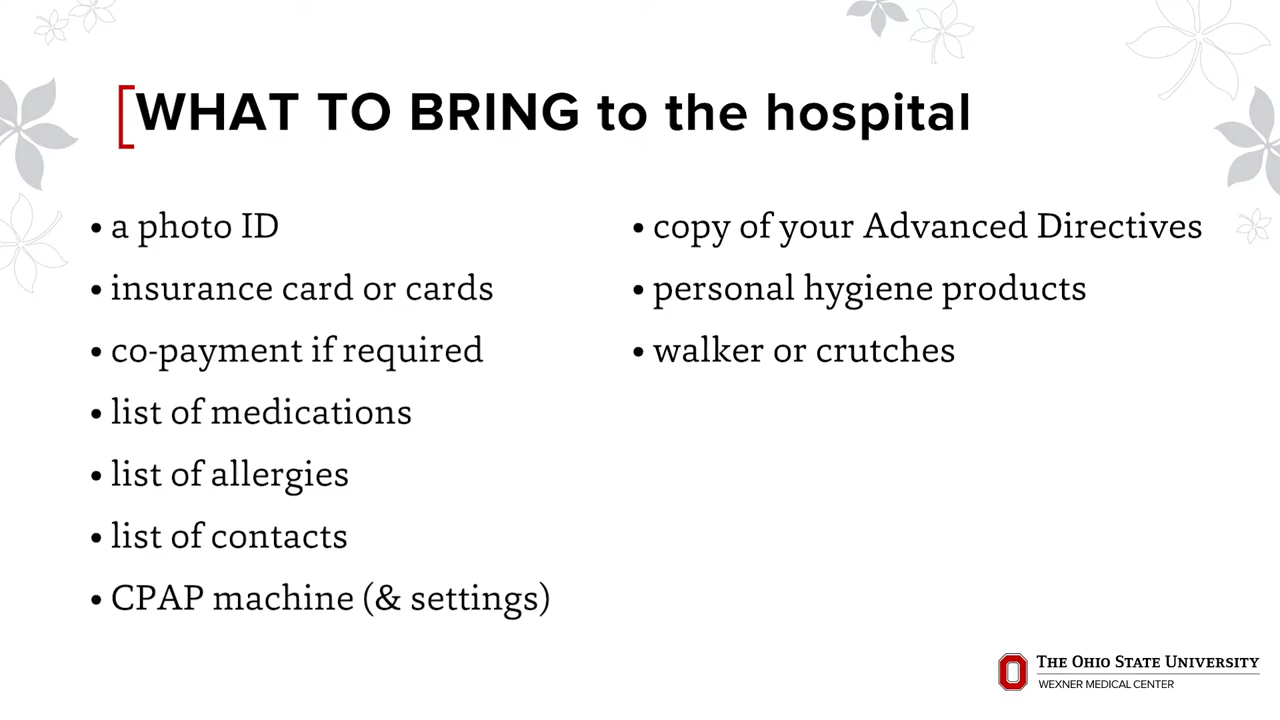 WHAT TO BRING to the hospital
• a photo ID
• insurance card or cards
• co-payment if required
• list of medications
• list of allergies
• list of contacts
• CPAP machine (& settings)
• copy of your Advanced Directives
• personal hygiene products
• walker or crutches
THE OHIO STATE UNIVERSITY
WEXNER MEDICAL CENTER